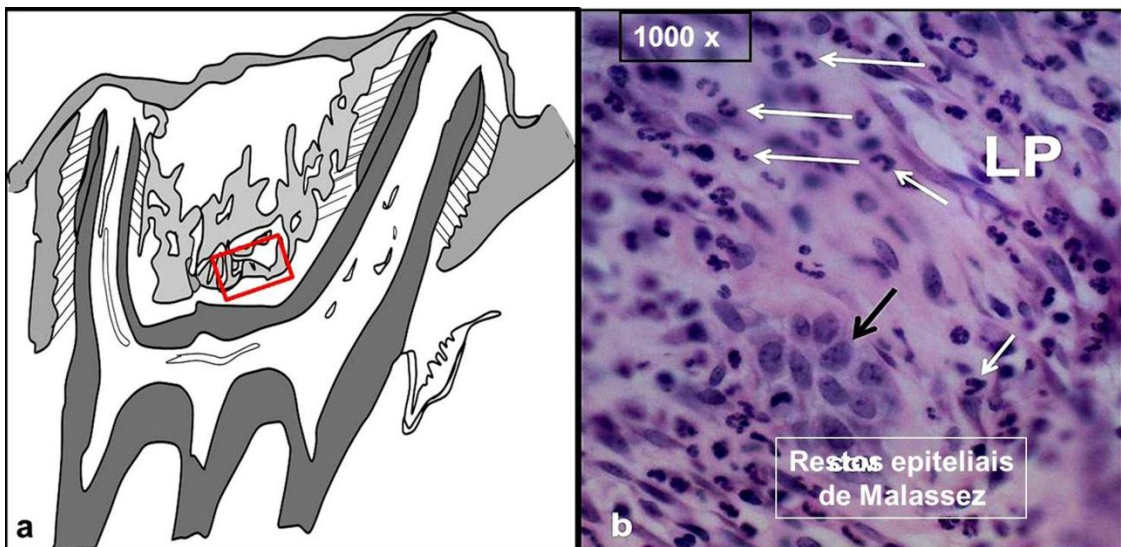 1000 x
LP
Restos epiteliais
de Malassez
a
b